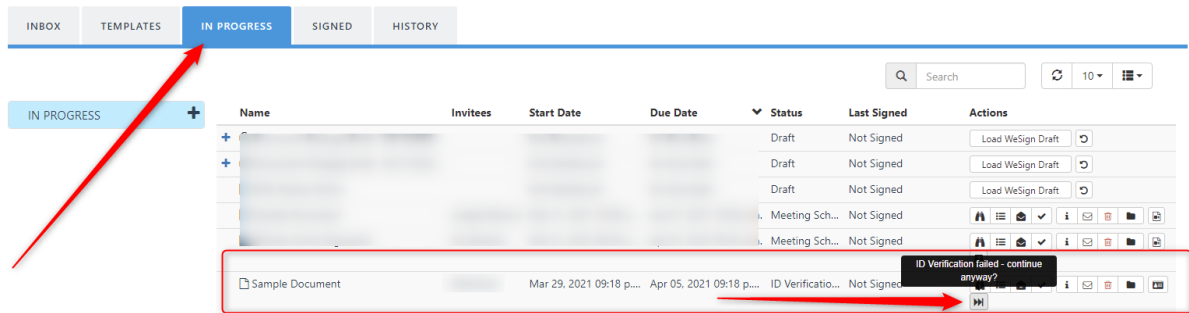 INBOX TEMPLATES IN PROGRESS SIGNED HISTORY
Search 10
IN PROGRESS
Name Invitees Start Date Due Date Status Last Signed Actions
Draft Not Signed Load WeSign Draft
Draft Not Signed Load WeSign Draft
Draft Not Signed Load WeSign Draft
Meeting Sch... Not Signed
Meeting Sch... Not Signed
ID Verification failed - continue
anyway?
Sample Document Mar 29, 2021 09:18 p.... Apr 05, 2021 09:18 p.... ID Verificatio... Not Signed